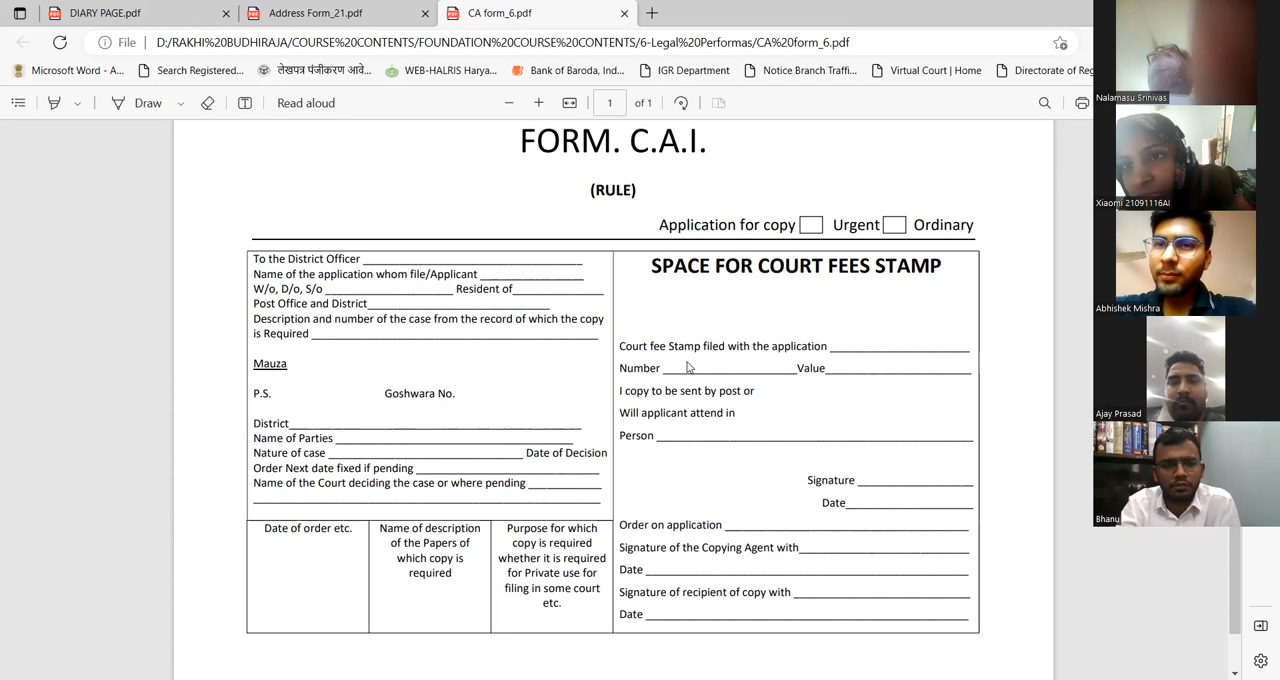 DIARY PAGE.pdf
Address Form_21.pdf
CA form_6.pdf
File
D:/RAKHI%20BUDHIRAJA/COURSE%20CONTENTS/FOUNDATION%20COURSE%20CONTENTS/6-Legal%20Performas/CA%20form_6.pdf
Microsoft Word - A...
Search Registered...
लेखपत्र पंजीकरण आवे...
WEB-HALRIS Harya...
Bank of Baroda, Ind...
IGR Department
Notice Branch Traffi...
Virtual Court | Home
Directorate of Reg
Draw
Read aloud
1
of 1
FORM. C.A.I.
(RULE)
Application for copy Urgent Ordinary
To the District Officer
Name of the application whom file/Applicant
W/o, D/o, S/o Resident of
Post Office and District
Description and number of the case from the record of which the copy
is Required
Mauza
P.S. Goshwara No.
District
Name of Parties
Nature of case Date of Decision
Order Next date fixed if pending
Name of the Court deciding the case or where pending
Date of order etc.
Name of description
of the Papers of
which copy is
required
Purpose for which
copy is required
whether it is required
for Private use for
filing in some court
etc.
SPACE FOR COURT FEES STAMP
Court fee Stamp filed with the application
Number Value
I copy to be sent by post or
Will applicant attend in
Person
Signature
Date
Order on application
Signature of the Copying Agent with
Date
Signature of recipient of copy with
Date
Nalamasu Srinivas
Xiaomi 21091116AI
Abhishek Mishra
Ajay Prasad
Bhanu